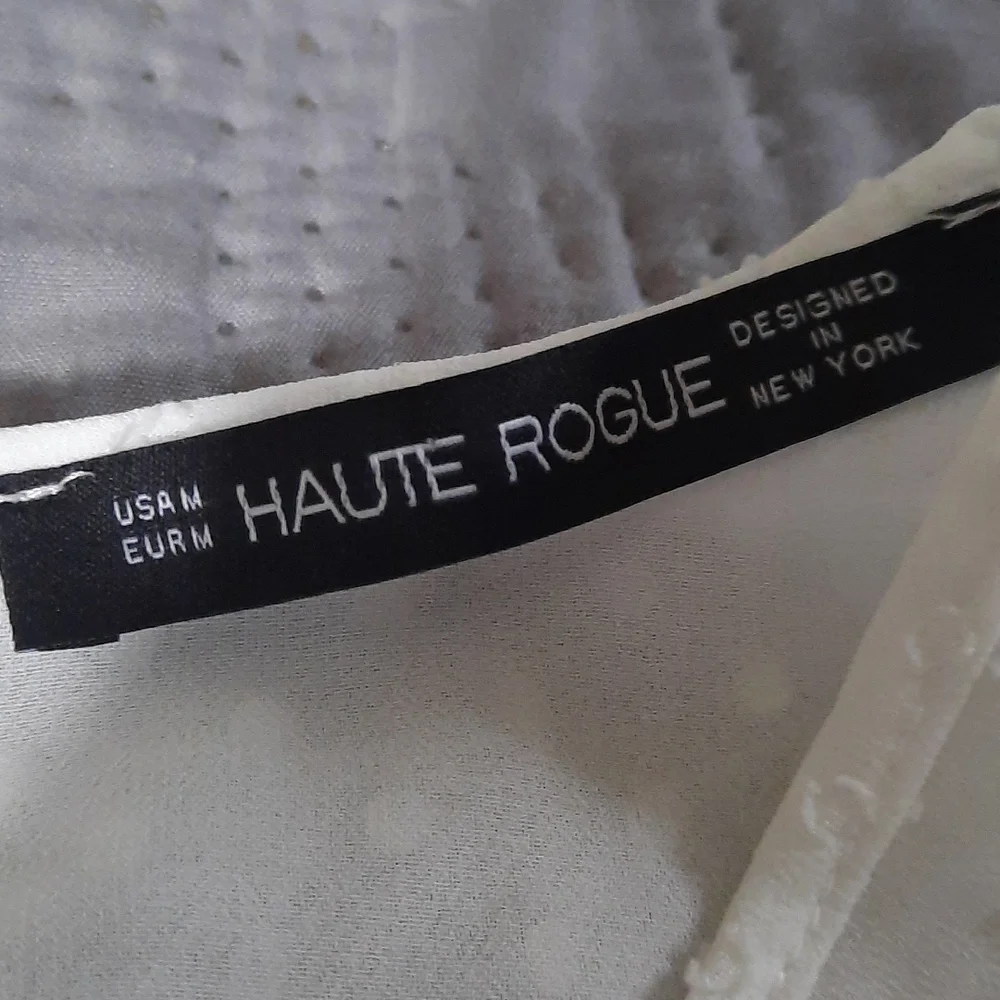 USA M
EUR M
HAUTE ROGUE
DESIGNED
IN
NEW YORK